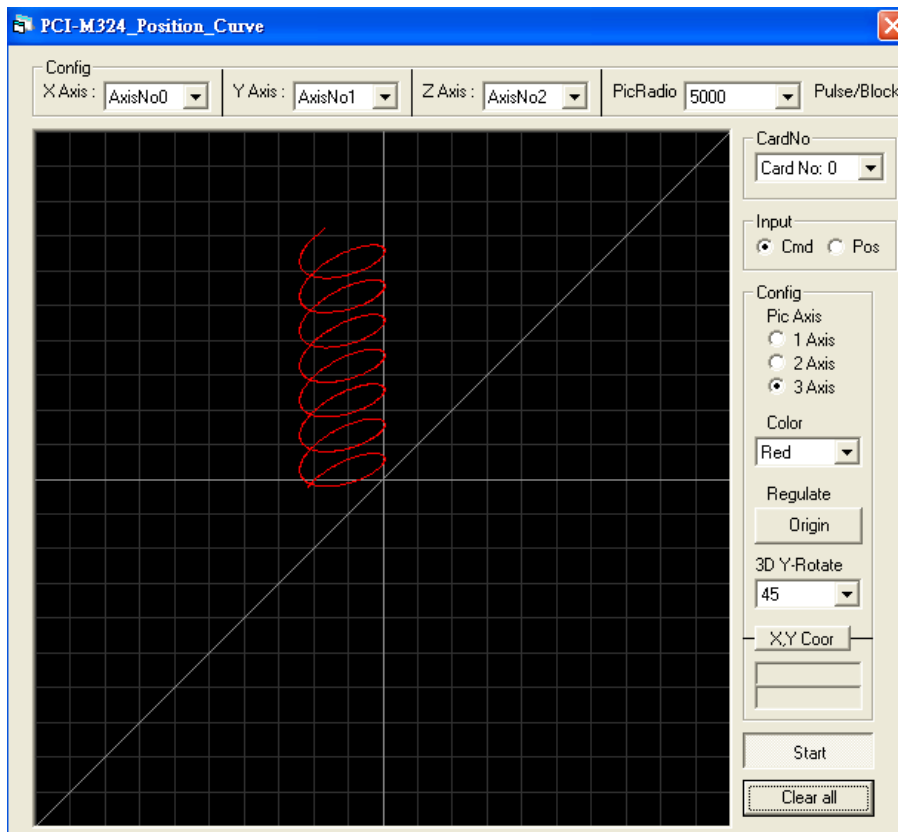 PCI-M324_Position_Curve
Config
X Axis : AxisNo0 Y Axis : AxisNo1 Z Axis : AxisNo2 PicRadio 5000 Pulse/Block
CardNo
Card No: 0
Input
Cmd Pos
Config
Pic Axis
1 Axis
2 Axis
3 Axis
Color
Red
Regulate
Origin
3D Y-Rotate
45
X,Y Coor
Start
Clear all